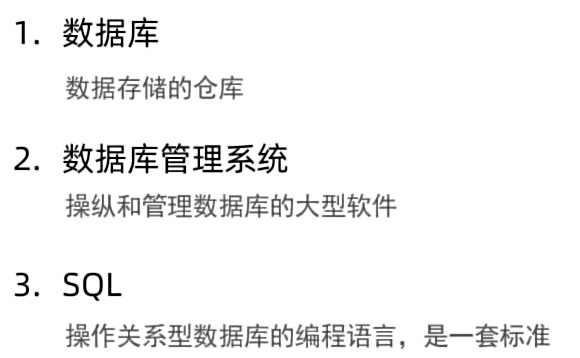 1. 数据库
数据存储的仓库
2. 数据库管理系统
操纵和管理数据库的大型软件
3. SQL
操作关系型数据库的编程语言，是一套标准